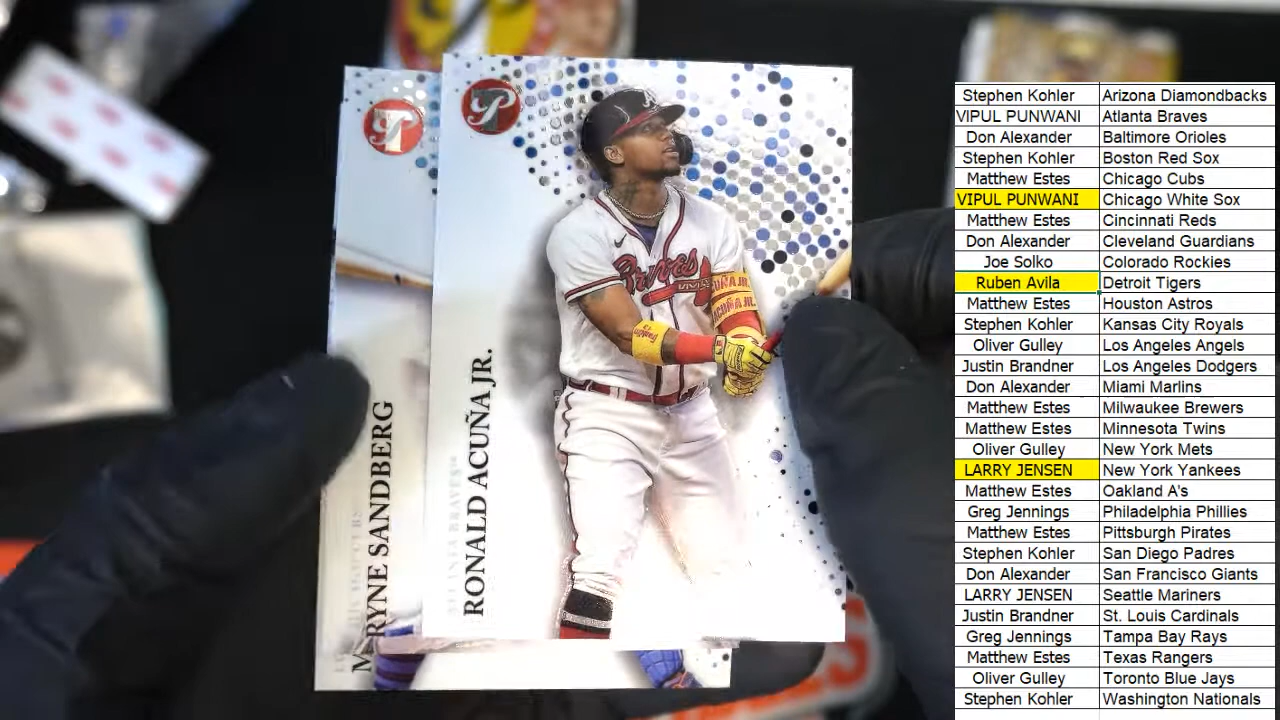 RYNE SANDBERG
RONALD ACUÑA JR.
ATLANTA BRAVES
Braves
ACUÑA JR.
Stephen Kohler Arizona Diamondbacks
VIPUL PUNWANI Atlanta Braves
Don Alexander Baltimore Orioles
Stephen Kohler Boston Red Sox
Matthew Estes Chicago Cubs
VIPUL PUNWANI Chicago White Sox
Matthew Estes Cincinnati Reds
Don Alexander Cleveland Guardians
Joe Solko Colorado Rockies
Ruben Avila Detroit Tigers
Matthew Estes Houston Astros
Stephen Kohler Kansas City Royals
Oliver Gulley Los Angeles Angels
Justin Brandner Los Angeles Dodgers
Don Alexander Miami Marlins
Matthew Estes Milwaukee Brewers
Matthew Estes Minnesota Twins
Oliver Gulley New York Mets
LARRY JENSEN New York Yankees
Matthew Estes Oakland A's
Greg Jennings Philadelphia Phillies
Matthew Estes Pittsburgh Pirates
Stephen Kohler San Diego Padres
Don Alexander San Francisco Giants
LARRY JENSEN Seattle Mariners
Justin Brandner St. Louis Cardinals
Greg Jennings Tampa Bay Rays
Matthew Estes Texas Rangers
Oliver Gulley Toronto Blue Jays
Stephen Kohler Washington Nationals